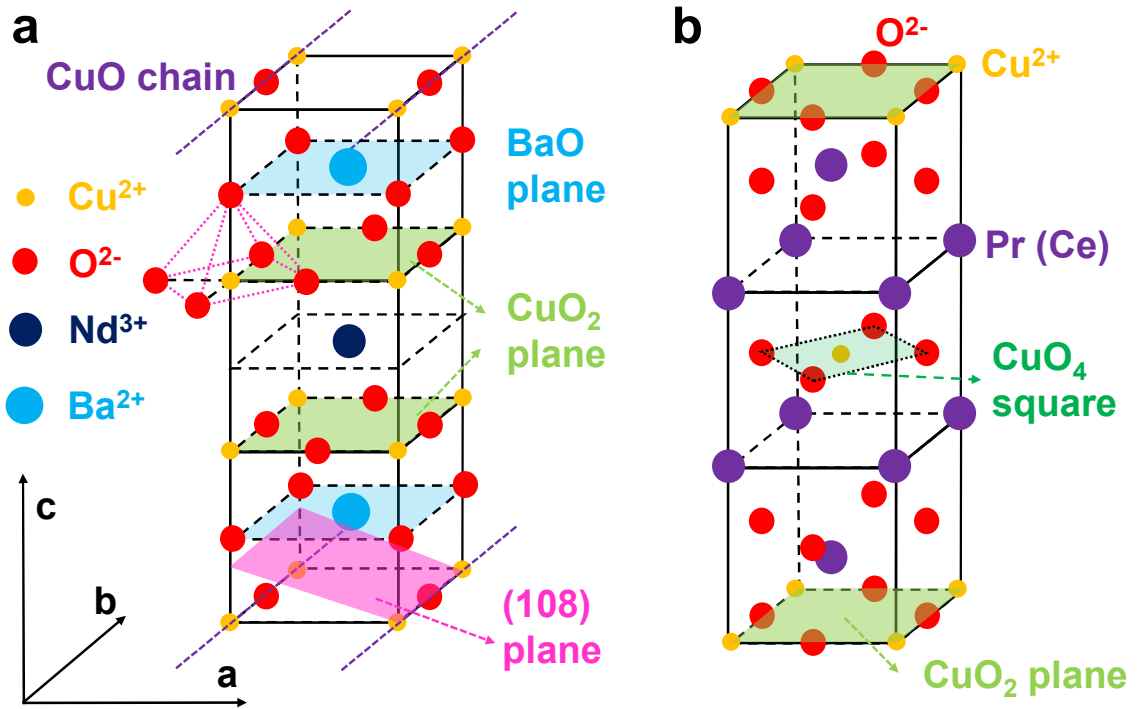 a
CuO chain
BaO
plane
Cu²⁺
O²⁻
Nd³⁺
Ba²⁺
CuO₂
plane
(108)
plane
c
b
a
b
O²⁻
Cu²⁺
Pr (Ce)
CuO₄
square
CuO₂ plane